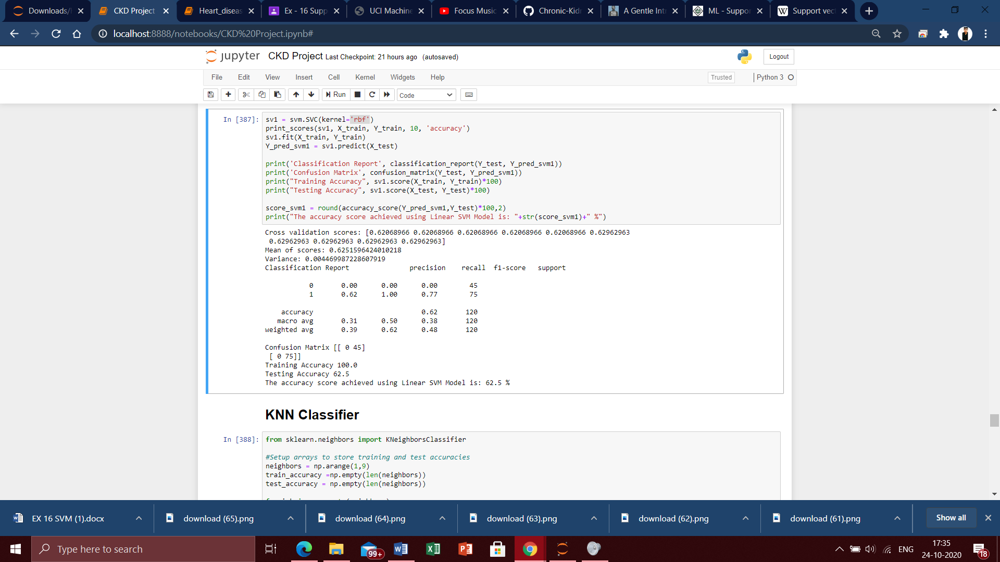 Downloads/
CKD Project
Heart_diseas
Ex - 16 Supp
UCI Machine
Focus Music
Chronic-Kidn
A Gentle Int
ML - Suppor
W Support vec
localhost:8888/notebooks/CKD%20Project.ipynb#
jupyter CKD Project Last Checkpoint: 21 hours ago (autosaved)
Logout
File Edit View Insert Cell Kernel Widgets Help
Trusted
Python 3
Run
Code
In [387]:
sv1 = svm.SVC(kernel='rbf')
print_scores(sv1, X_train, Y_train, 10, 'accuracy')
sv1.fit(X_train, Y_train)
Y_pred_svm1 = sv1.predict(X_test)
print('Classification Report', classification_report(Y_test, Y_pred_svm1))
print('Confusion Matrix', confusion_matrix(Y_test, Y_pred_svm1))
print("Training Accuracy", sv1.score(X_train, Y_train)*100)
print("Testing Accuracy", sv1.score(X_test, Y_test)*100)
score_svm1 = round(accuracy_score(Y_pred_svm1,Y_test)*100,2)
print("The accuracy score achieved using Linear SVM Model is: "+str(score_svm1)+" %")
Cross validation scores: [0.62068966 0.62068966 0.62068966 0.62068966 0.62068966 0.62962963
0.62962963 0.62962963 0.62962963 0.62962963]
Mean of scores: 0.6251596424010218
Variance: 0.004469987228607919
Classification Report precision recall f1-score support
0 0.00 0.00 0.00 45
1 0.62 1.00 0.77 75
accuracy 0.62 120
macro avg 0.31 0.50 0.38 120
weighted avg 0.39 0.62 0.48 120
Confusion Matrix [[ 0 45]
[ 0 75]]
Training Accuracy 100.0
Testing Accuracy 62.5
The accuracy score achieved using Linear SVM Model is: 62.5 %
KNN Classifier
In [388]:
from sklearn.neighbors import KNeighborsClassifier
#Setup arrays to store training and test accuracies
neighbors = np.arange(1,9)
train_accuracy =np.empty(len(neighbors))
test_accuracy = np.empty(len(neighbors))
EX 16 SVM (1).docx
download (65).png
download (64).png
download (63).png
download (62).png
download (61).png
Show all
Type here to search
99+
ENG
17:35
24-10-2020
18